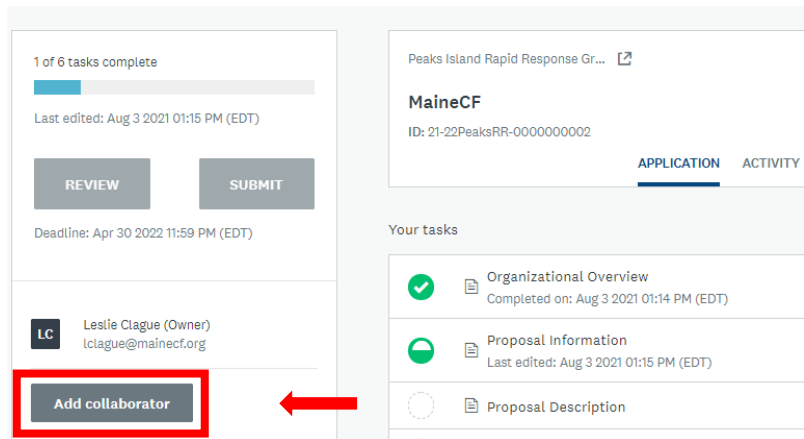 1 of 6 tasks complete
Last edited: Aug 3 2021 01:15 PM (EDT)
REVIEW
SUBMIT
Deadline: Apr 30 2022 11:59 PM (EDT)
LC
Leslie Clague (Owner)
lclague@mainecf.org
Add collaborator
Peaks Island Rapid Response Gr...
MaineCF
ID: 21-22PeaksRR-0000000002
APPLICATION
ACTIVITY
Your tasks
Organizational Overview
Completed on: Aug 3 2021 01:14 PM (EDT)
Proposal Information
Last edited: Aug 3 2021 01:15 PM (EDT)
Proposal Description